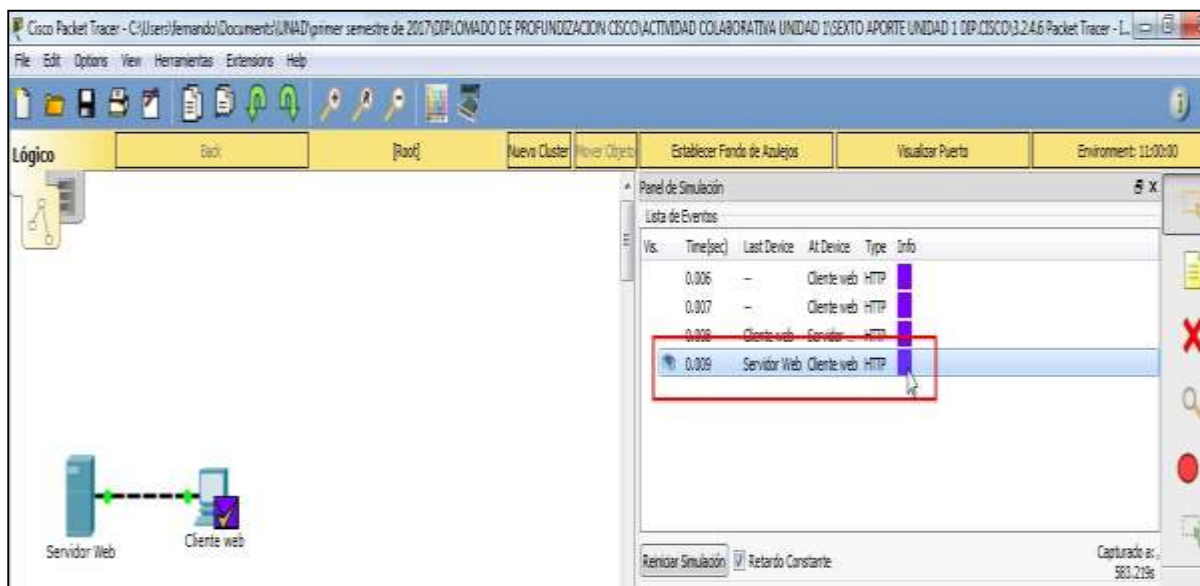 Cisco Packet Tracer - C:\Users\fernando\Documents\UNAD\primer semestre de 2017\DIPLOMADO DE PROFUNDIZACION CISCO\ACTIVIDAD COLABORATIVA UNIDAD 1\SEXTO APORTE UNIDAD 1 DIP.CISCO\3.2.4.6 Packet Tracer - I...
File Edit Options View Herramientas Extensions Help
Lógico Back [Root] Nuevo Cluster Mover Objeto Establecer Fondo de Azulejos Visualizar Puerto Environment: 11:00:00
Panel de Simulación
Lista de Eventos
Vis. Time(sec) Last Device At Device Type Info
0.006 -- Cliente web HTTP
0.007 -- Cliente web HTTP
0.008 Cliente web Servidor ... HTTP
0.009 Servidor Web Cliente web HTTP
Servidor Web
Cliente web
Reiniciar Simulación Retardo Constante
Capturado a:
583.219s